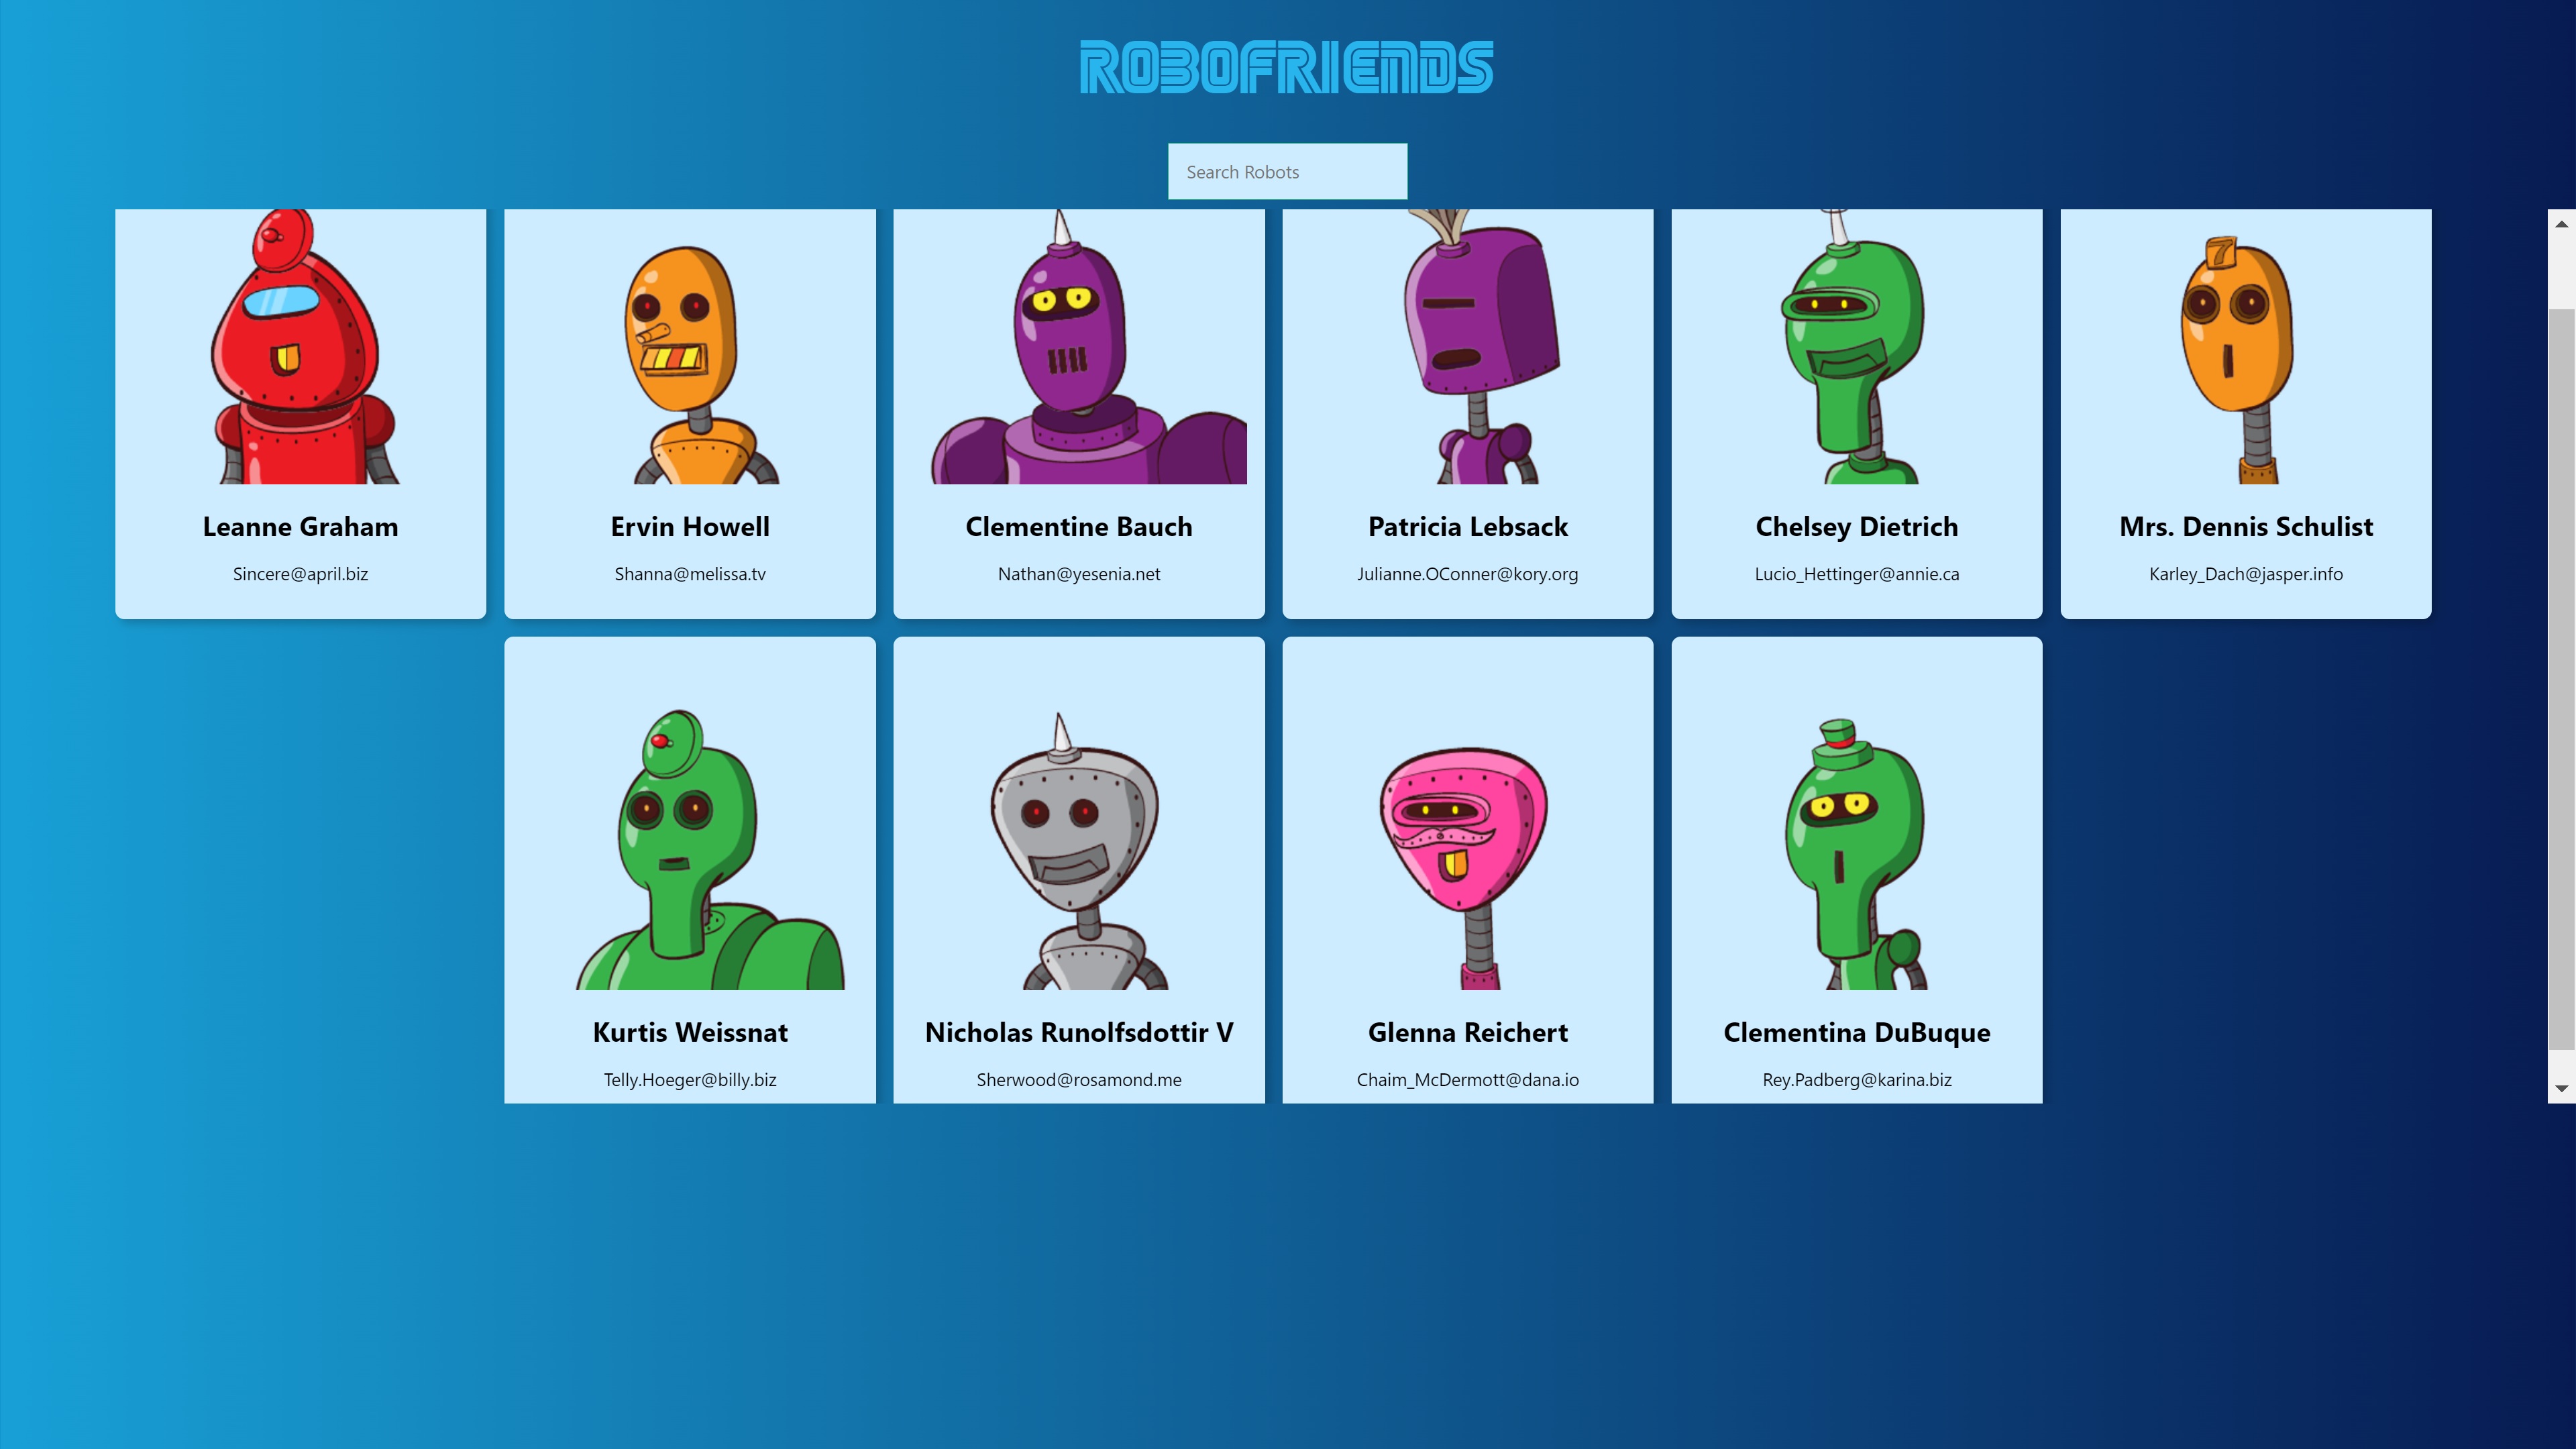 ROBOFRIENDS
Search Robots
7
Leanne Graham
Sincere@april.biz
Ervin Howell
Shanna@melissa.tv
Clementine Bauch
Nathan@yesenia.net
Patricia Lebsack
Julianne.OConner@kory.org
Chelsey Dietrich
Lucio_Hettinger@annie.ca
Mrs. Dennis Schulist
Karley_Dach@jasper.info
Kurtis Weissnat
Telly.Hoeger@billy.biz
Nicholas Runolfsdottir V
Sherwood@rosamond.me
Glenna Reichert
Chaim_McDermott@dana.io
Clementina DuBuque
Rey.Padberg@karina.biz